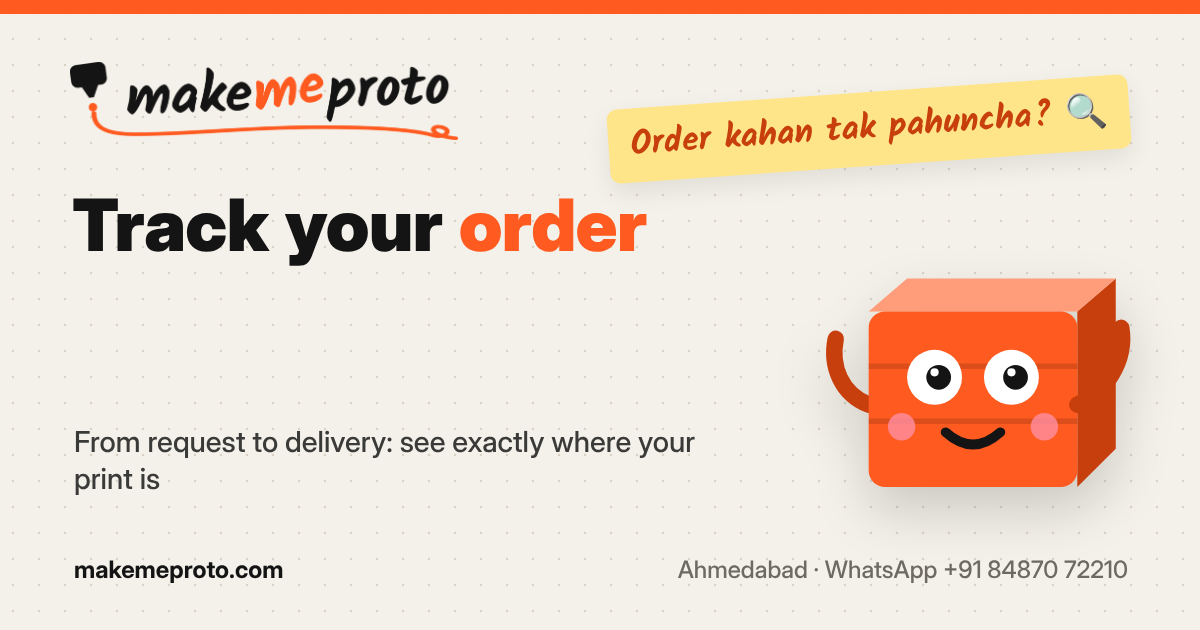 makemeproto
Order kahan tak pahuncha? 🔍
Track your order
From request to delivery: see exactly where your
print is
makemeproto.com
Ahmedabad · WhatsApp +91 84870 72210